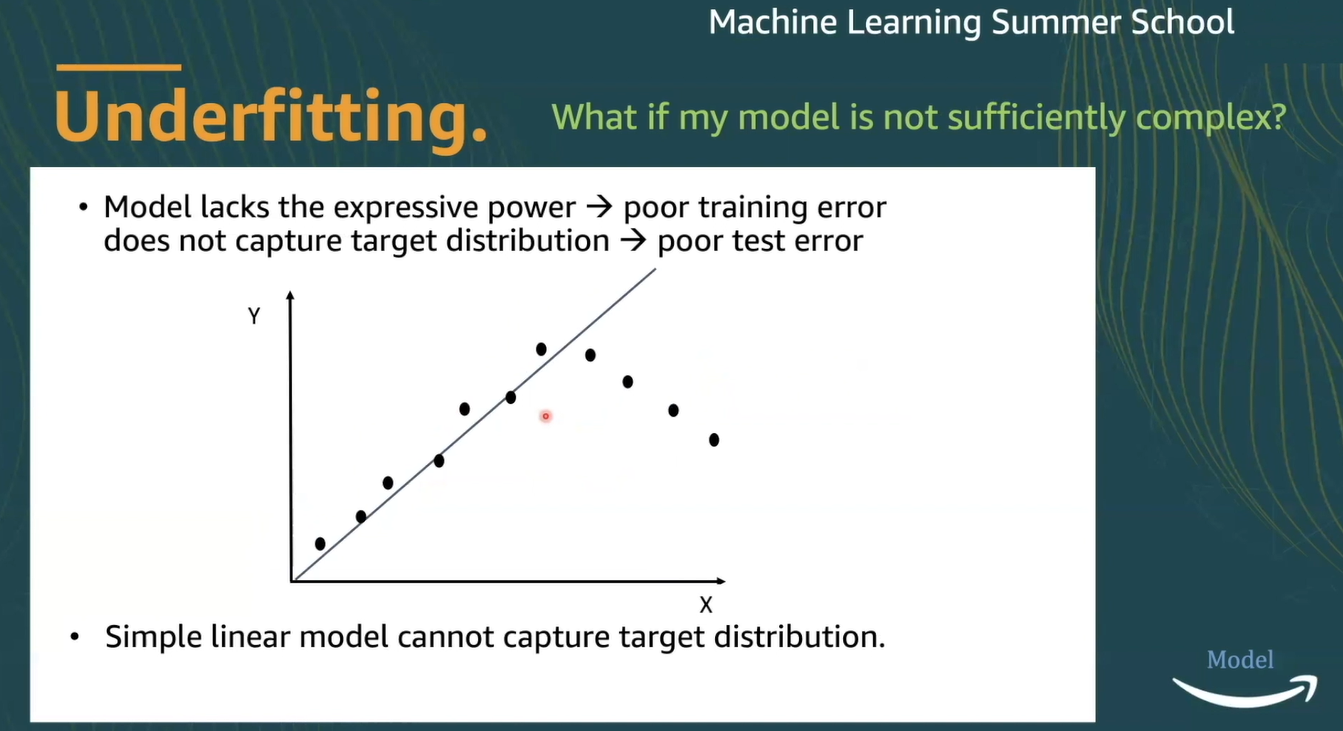 Machine Learning Summer School
Underfitting.
What if my model is not sufficiently complex?
• Model lacks the expressive power → poor training error
does not capture target distribution → poor test error
Y
X
• Simple linear model cannot capture target distribution.
Model